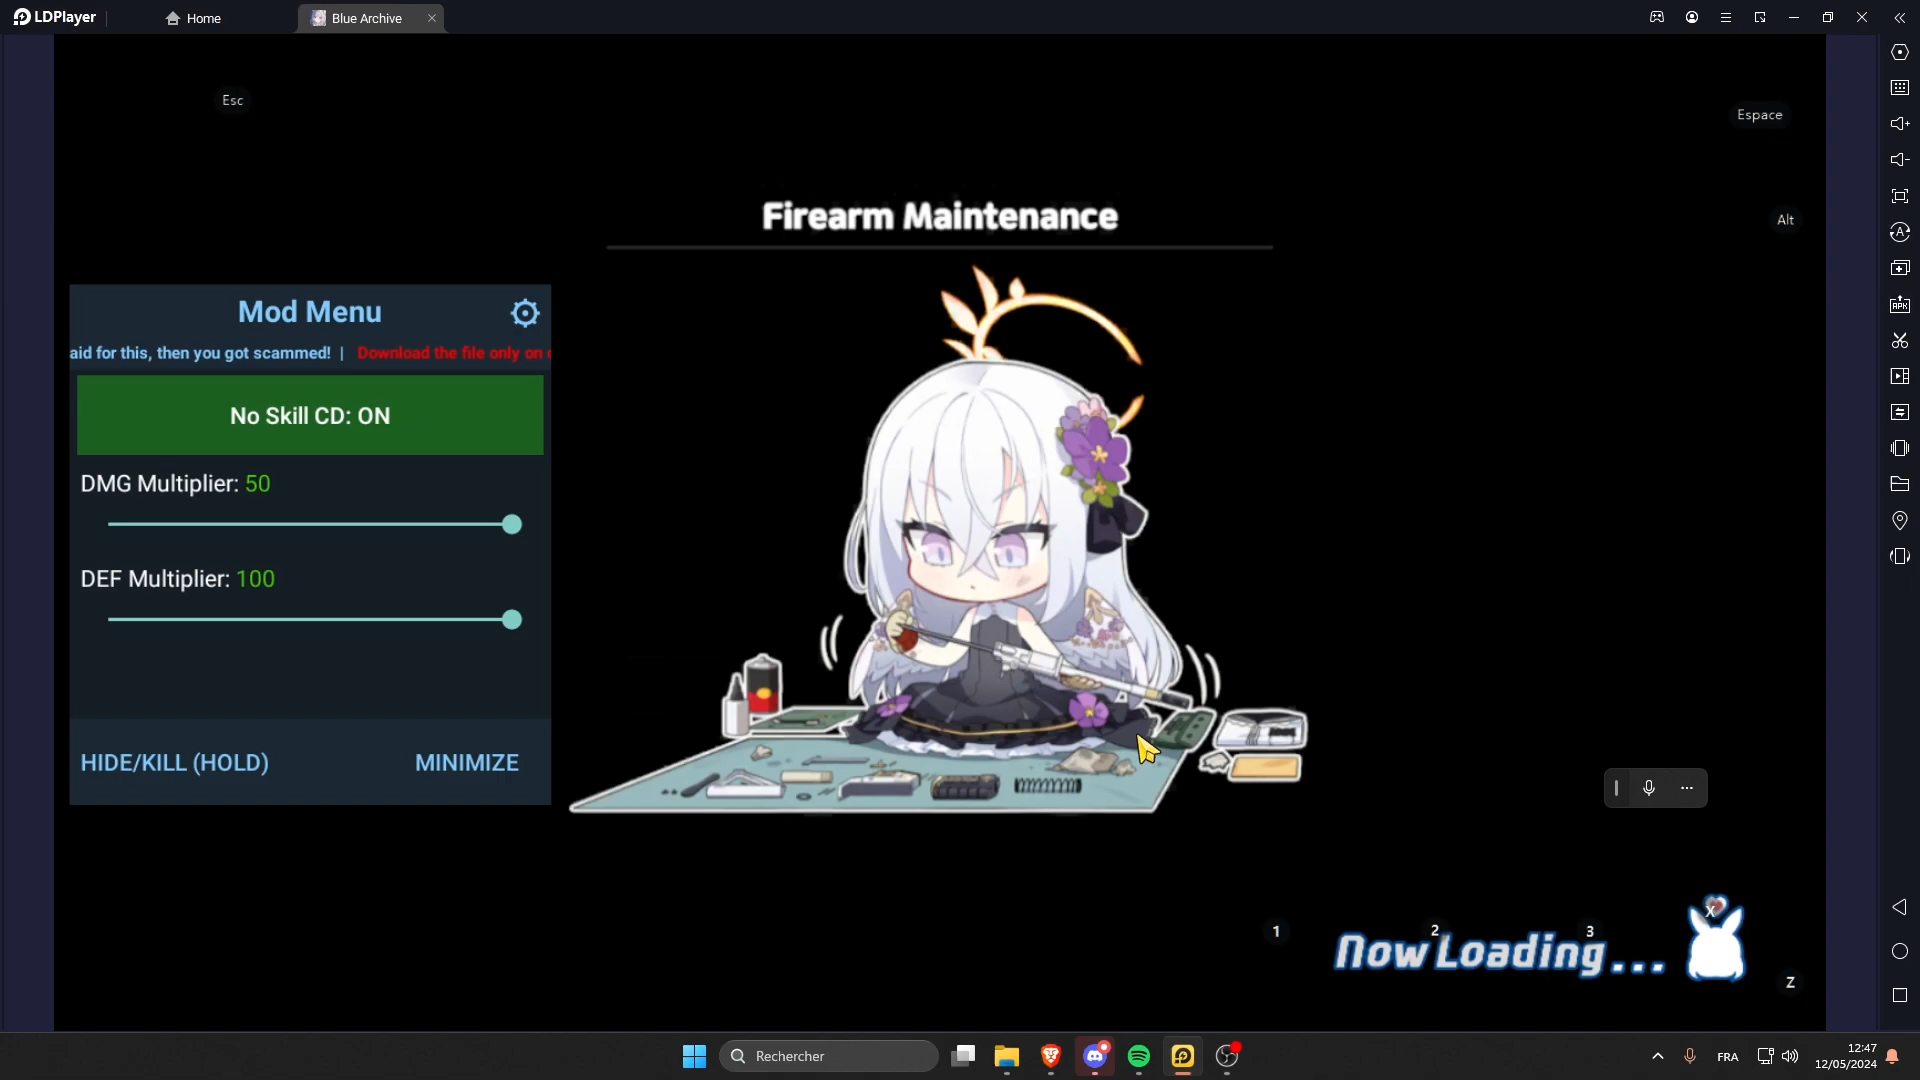 LDPlayer
Home
Blue Archive
Esc
Espace
Firearm Maintenance
Alt
Mod Menu
aid for this, then you got scammed! | Download the file only on
No Skill CD: ON
DMG Multiplier: 50
DEF Multiplier: 100
HIDE/KILL (HOLD)
MINIMIZE
X
1
2
3
Now Loading...
Z
Rechercher
FRA
12:47
12/05/2024